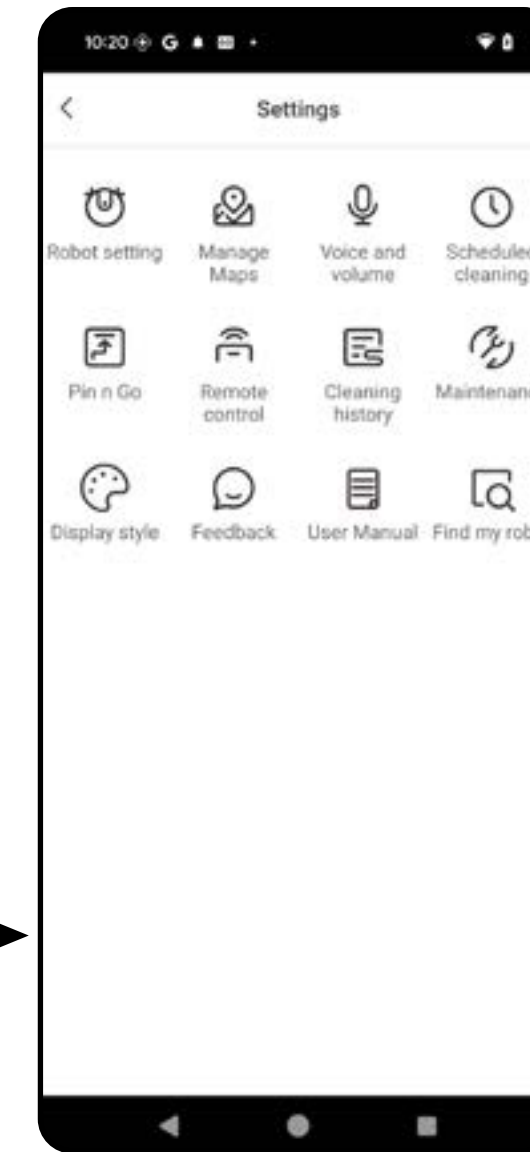 10:20 G
Settings
Robot setting
Manage
Maps
Voice and
volume
Scheduled
cleaning
Pin n Go
Remote
control
Cleaning
history
Maintenanc
Display style
Feedback
User Manual
Find my rob